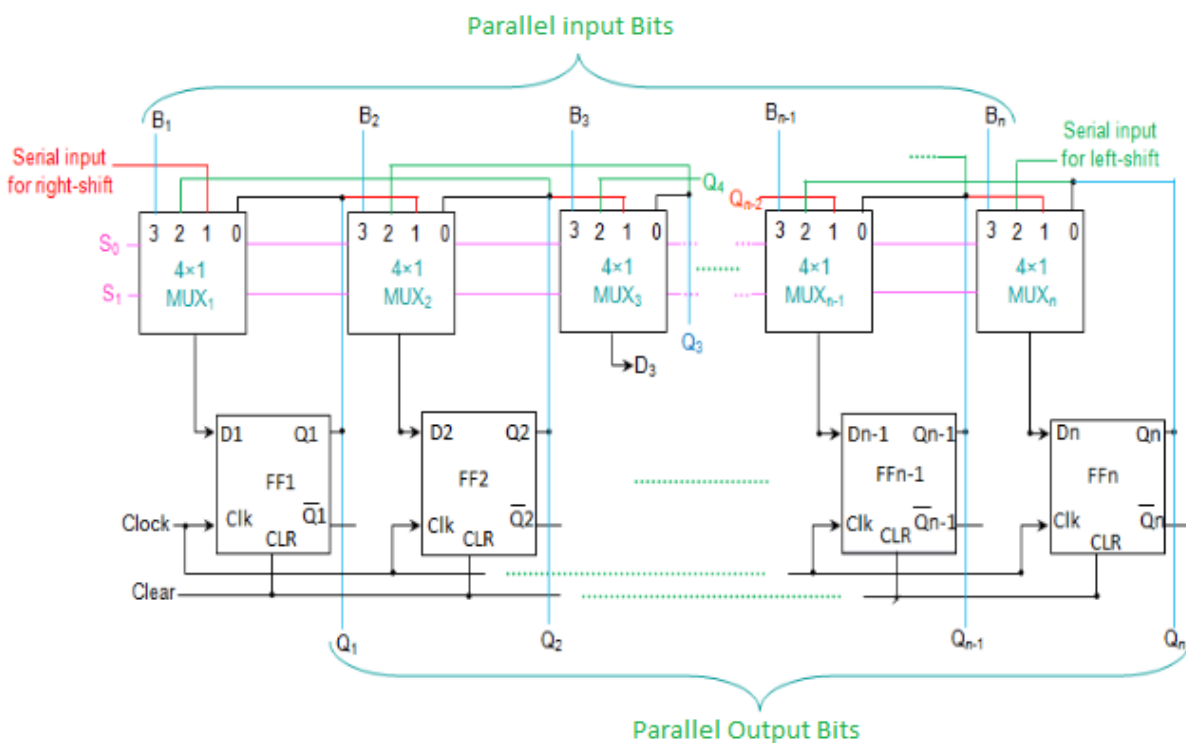 Parallel input Bits
B₁ B₂ B₃ Bₙ₋₁ Bₙ
Serial input
for right-shift
Serial input
for left-shift
Q₄ Qₙ₋₂
3 2 1 0 3 2 1 0 3 2 1 0 3 2 1 0 3 2 1 0
S₀
4×1 4×1 4×1 4×1 4×1
S₁
MUX₁ MUX₂ MUX₃ MUXₙ₋₁ MUXₙ
Q₃
D₃
D1 Q1 D2 Q2 Dn-1 Qn-1 Dn Qn
FF1 FF2 FFn-1 FFn
Clock
Clk Q̅1 Clk Q̅2 Clk Q̅n-1 Clk Q̅n
CLR CLR CLR CLR
Clear
Q₁ Q₂ Qₙ₋₁ Qₙ
Parallel Output Bits